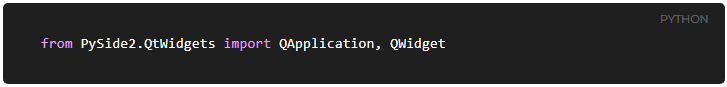 PYTHON
from PySide2.QtWidgets import QApplication, QWidget